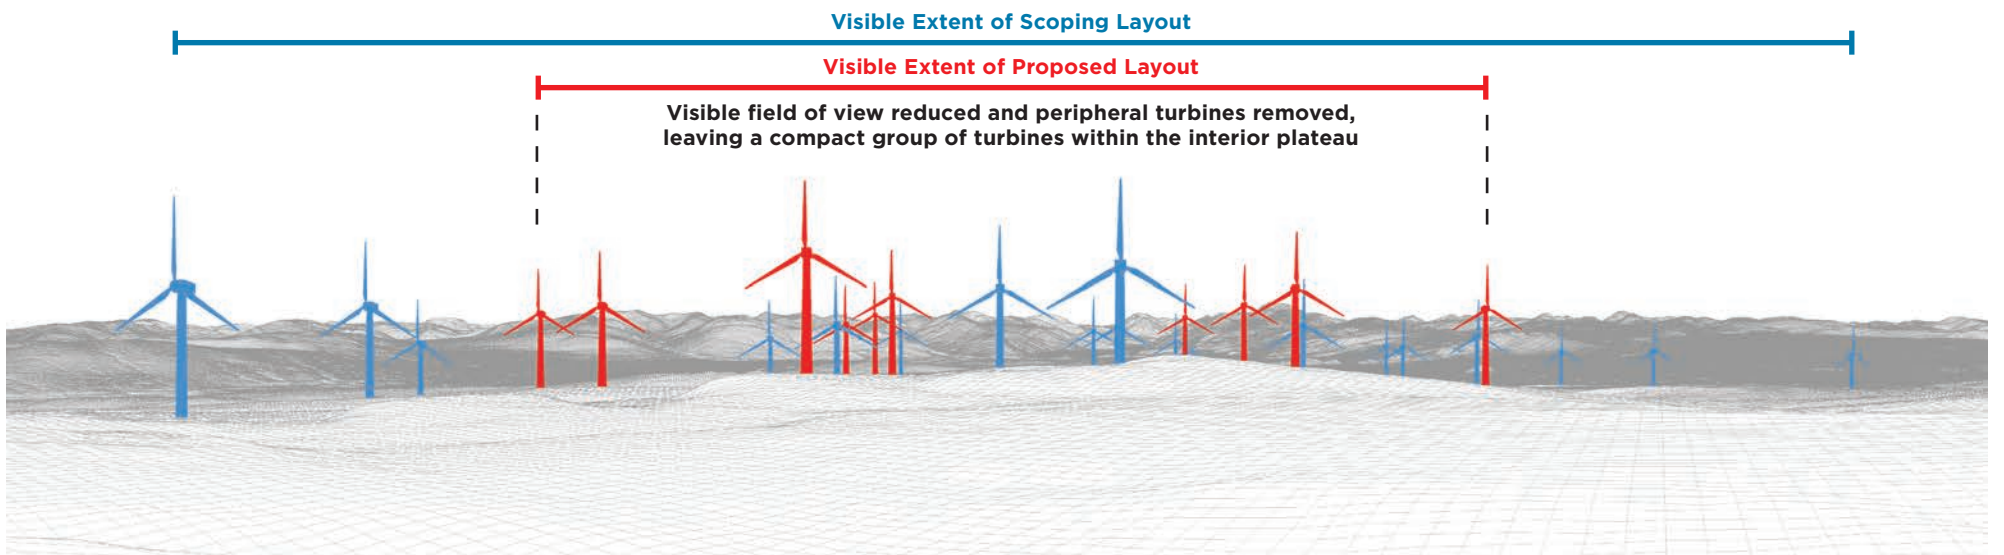 Visible Extent of Scoping Layout
Visible Extent of Proposed Layout
Visible field of view reduced and peripheral turbines removed,
leaving a compact group of turbines within the interior plateau